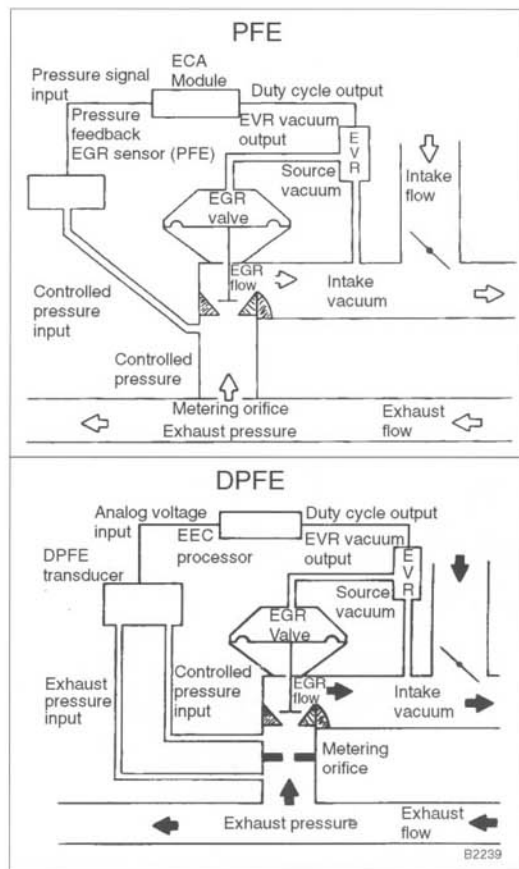 PFE
ECA
Module
Pressure signal
input
Duty cycle output
Pressure
feedback
EGR sensor (PFE)
EVR vacuum
output
E
V
R
Source
vacuum
Intake
flow
EGR
valve
EGR
flow
Intake
vacuum
Controlled
pressure
input
Controlled
pressure
Metering orifice
Exhaust pressure
Exhaust
flow
DPFE
Analog voltage
input
EEC
processor
Duty cycle output
EVR vacuum
output
E
V
R
DPFE
transducer
Source
vacuum
EGR
Valve
Exhaust
pressure
input
Controlled
pressure
input
EGR
flow
Intake
vacuum
Metering
orifice
Exhaust pressure
Exhaust
flow
B2239